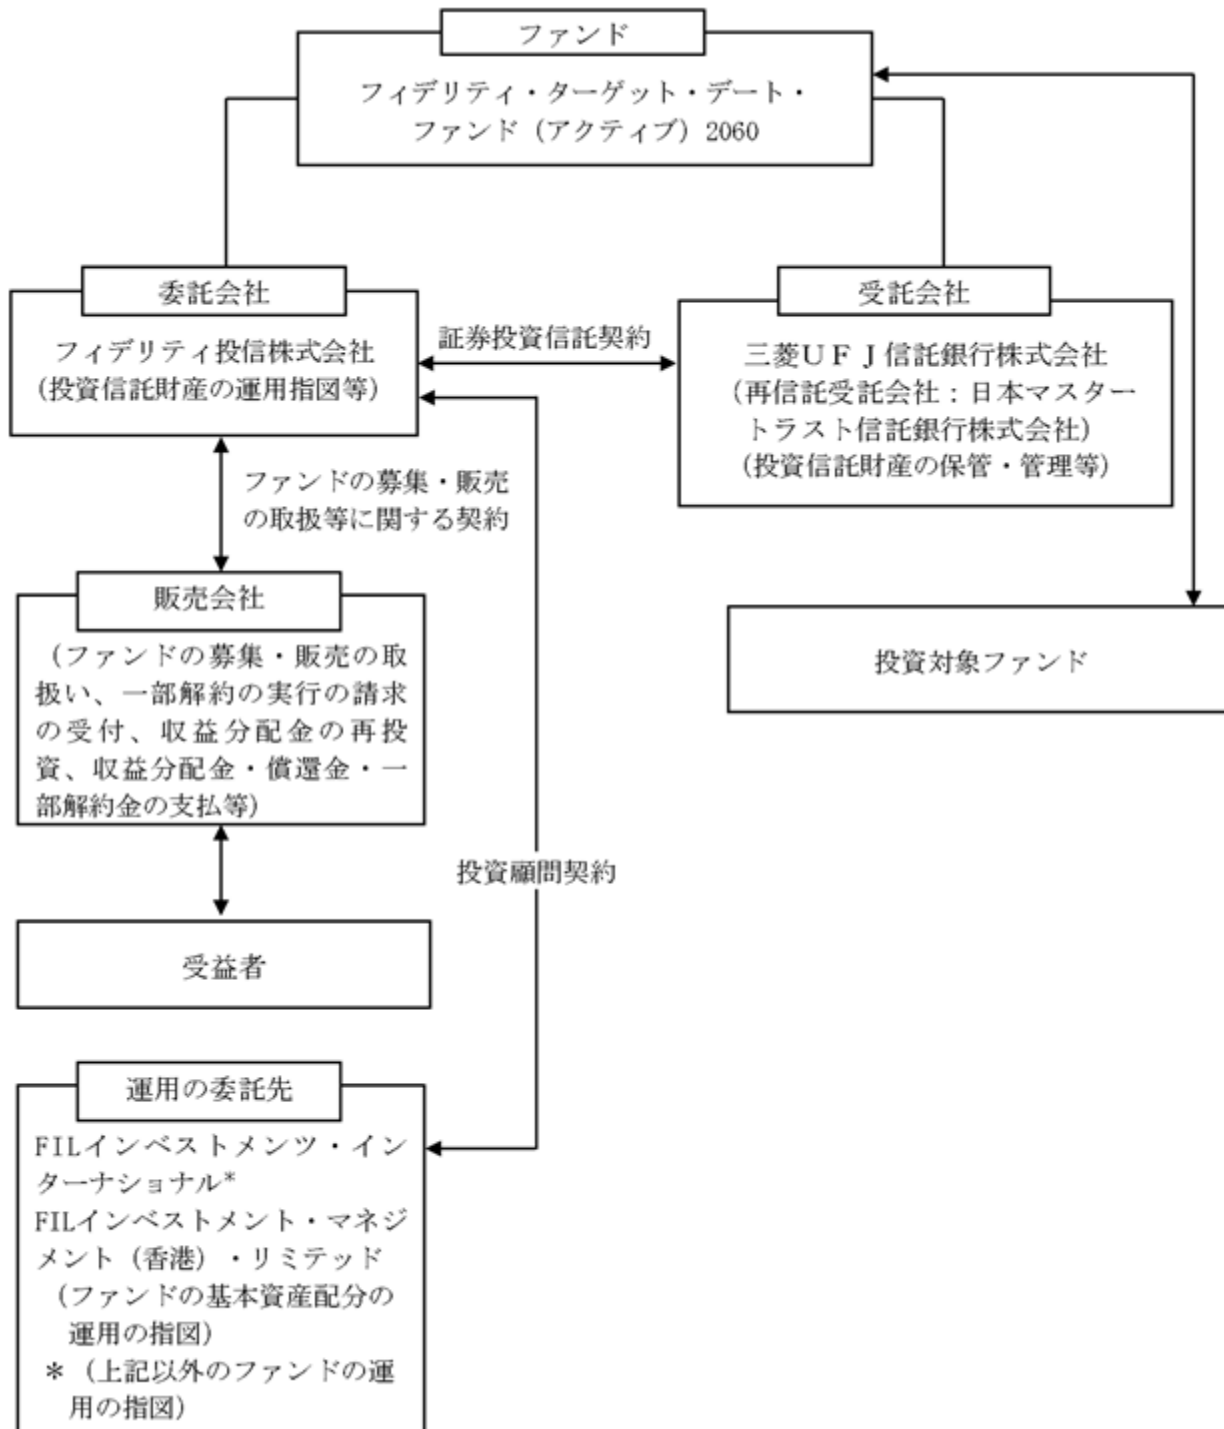 ファンド
フィデリティ・ターゲット・デート・
ファンド（アクティブ）2060
委託会社
フィデリティ投信株式会社
（投資信託財産の運用指図等）
証券投資信託契約
受託会社
三菱ＵＦＪ信託銀行株式会社
（再信託受託会社：日本マスター
トラスト信託銀行株式会社）
（投資信託財産の保管・管理等）
ファンドの募集・販売
の取扱等に関する契約
販売会社
（ファンドの募集・販売の取
扱い、一部解約の実行の請求
の受付、収益分配金の再投
資、収益分配金・償還金・一
部解約金の支払等）
投資対象ファンド
投資顧問契約
受益者
運用の委託先
FILインベストメンツ・イン
ターナショナル*
FILインベストメント・マネジ
メント（香港）・リミテッド
（ファンドの基本資産配分の
運用の指図）
＊（上記以外のファンドの運
用の指図）